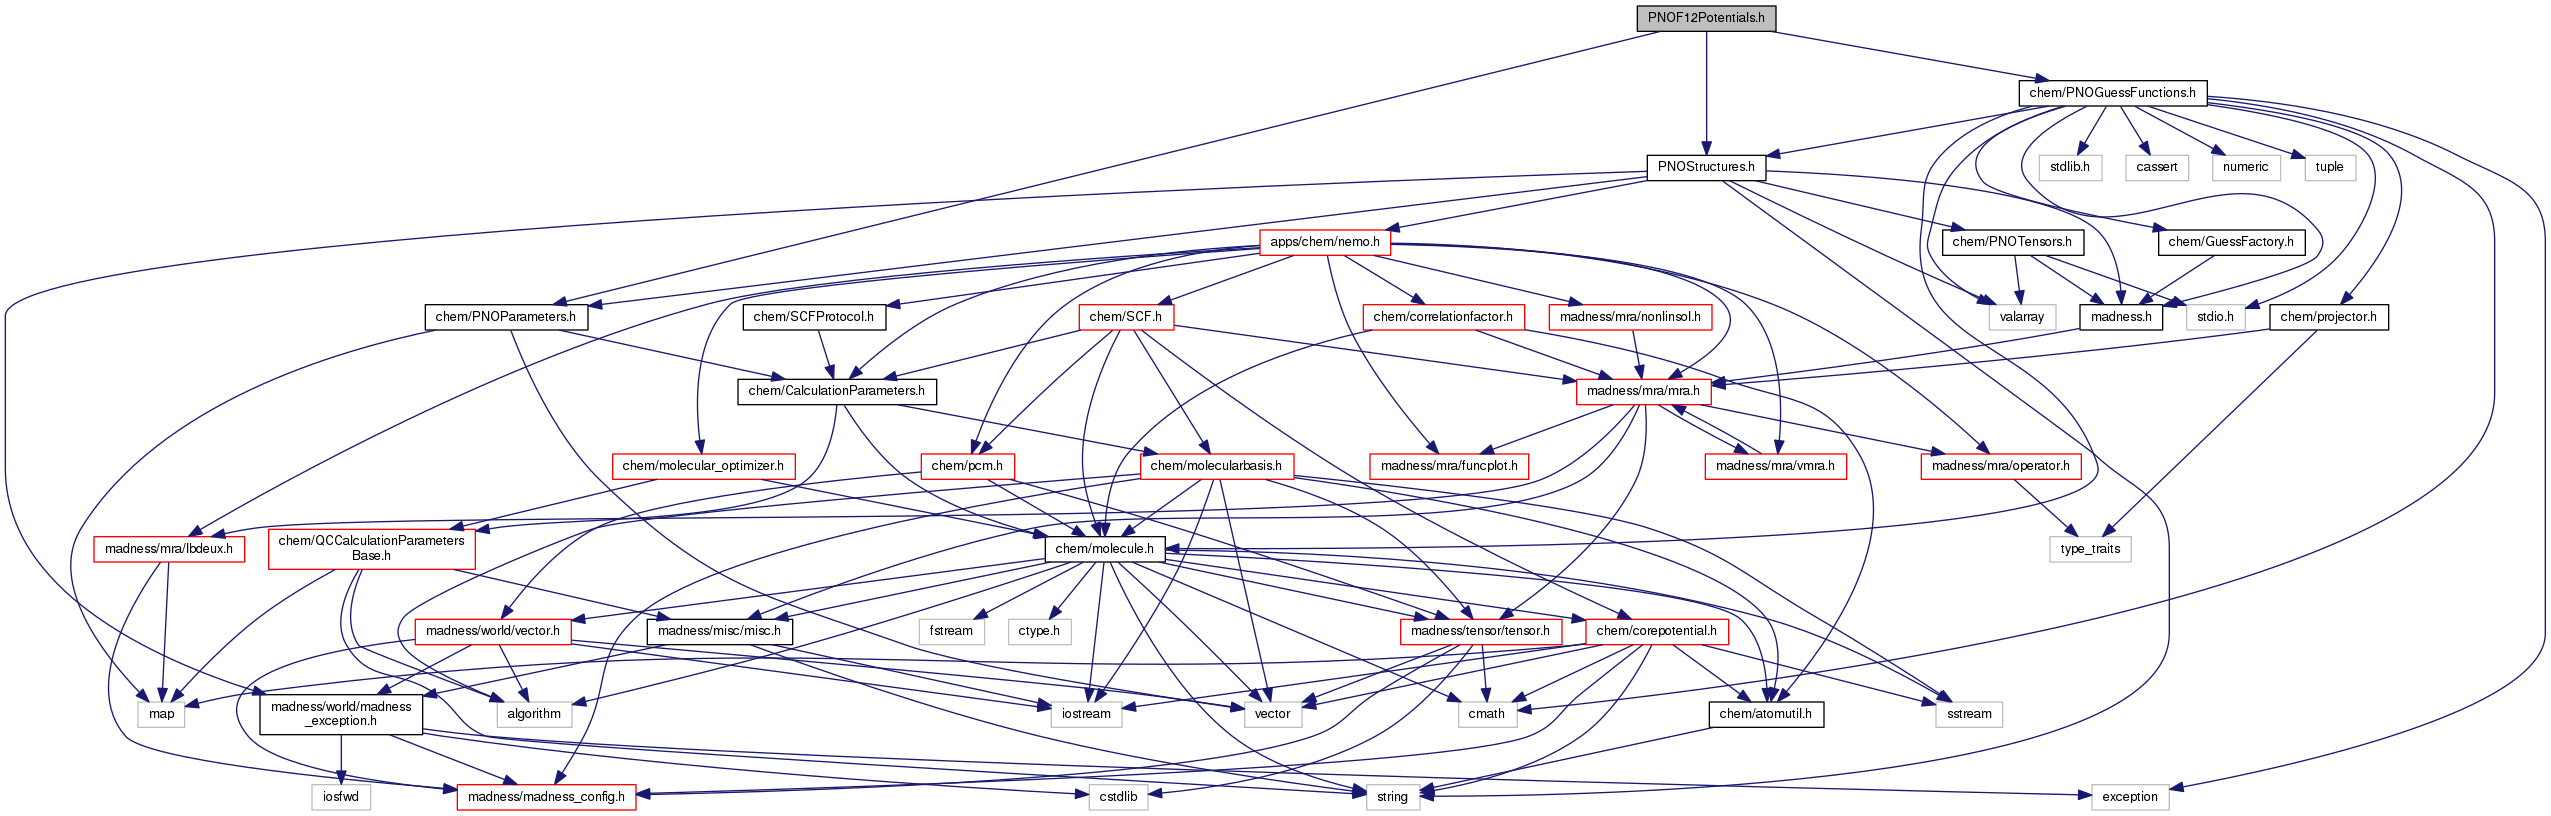 PNOF12Potentials.h
chem/PNOGuessFunctions.h
PNOStructures.h
stdlib.h
cassert
numeric
tuple
apps/chem/nemo.h
chem/PNOTensors.h
chem/GuessFactory.h
chem/PNOParameters.h
chem/SCFProtocol.h
chem/SCF.h
chem/correlationfactor.h
madness/mra/nonlinsol.h
valarray
madness.h
stdio.h
chem/projector.h
chem/CalculationParameters.h
madness/mra/mra.h
chem/molecular_optimizer.h
chem/pcm.h
chem/molecularbasis.h
madness/mra/funcplot.h
madness/mra/vmra.h
madness/mra/operator.h
madness/mra/lbdeux.h
chem/QCCalculationParameters
Base.h
chem/molecule.h
type_traits
madness/world/vector.h
madness/misc/misc.h
fstream
ctype.h
madness/tensor/tensor.h
chem/corepotential.h
map
madness/world/madness
_exception.h
algorithm
iostream
vector
cmath
chem/atomutil.h
sstream
iosfwd
madness/madness_config.h
cstdlib
string
exception